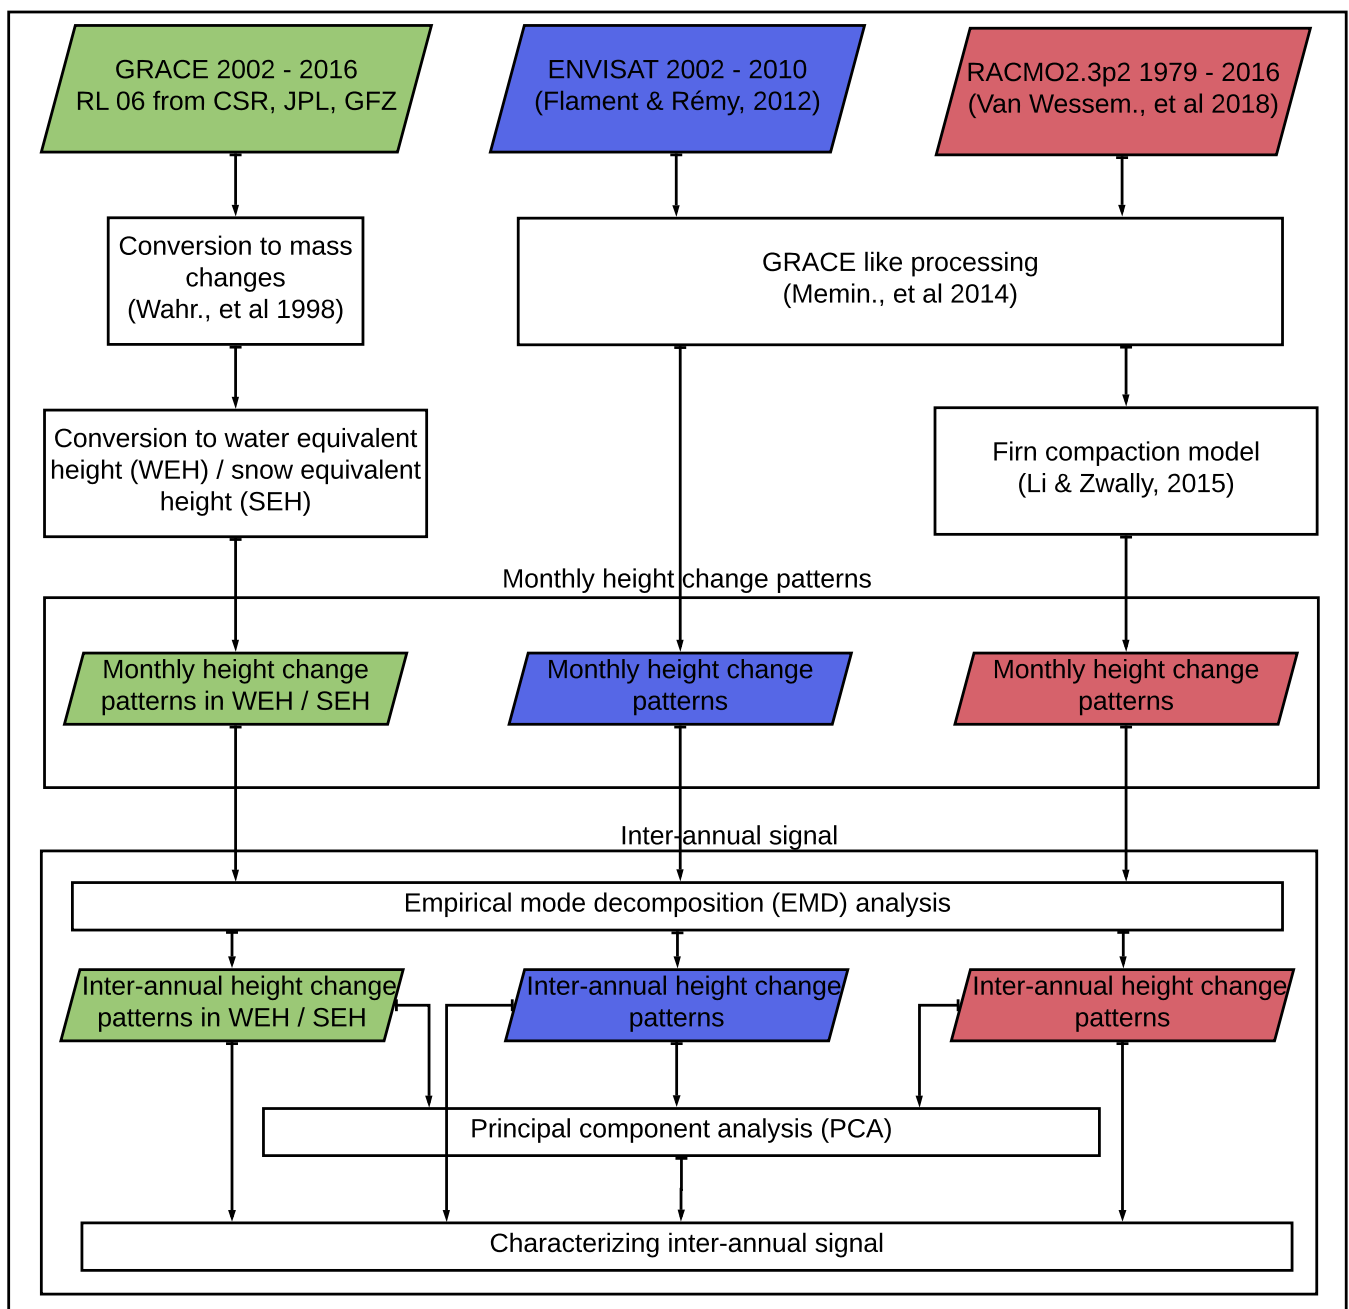 GRACE 2002 - 2016
RL 06 from CSR, JPL, GFZ
ENVISAT 2002 - 2010
(Flament & Rémy, 2012)
RACMO2.3p2 1979 - 2016
(Van Wessem., et al 2018)
Conversion to mass
changes
(Wahr., et al 1998)
GRACE like processing
(Memin., et al 2014)
Conversion to water equivalent
height (WEH) / snow equivalent
height (SEH)
Firn compaction model
(Li & Zwally, 2015)
Monthly height change patterns
Monthly height change
patterns in WEH / SEH
Monthly height change
patterns
Monthly height change
patterns
Inter-annual signal
Empirical mode decomposition (EMD) analysis
Inter-annual height change
patterns in WEH / SEH
Inter-annual height change
patterns
Inter-annual height change
patterns
Principal component analysis (PCA)
Characterizing inter-annual signal